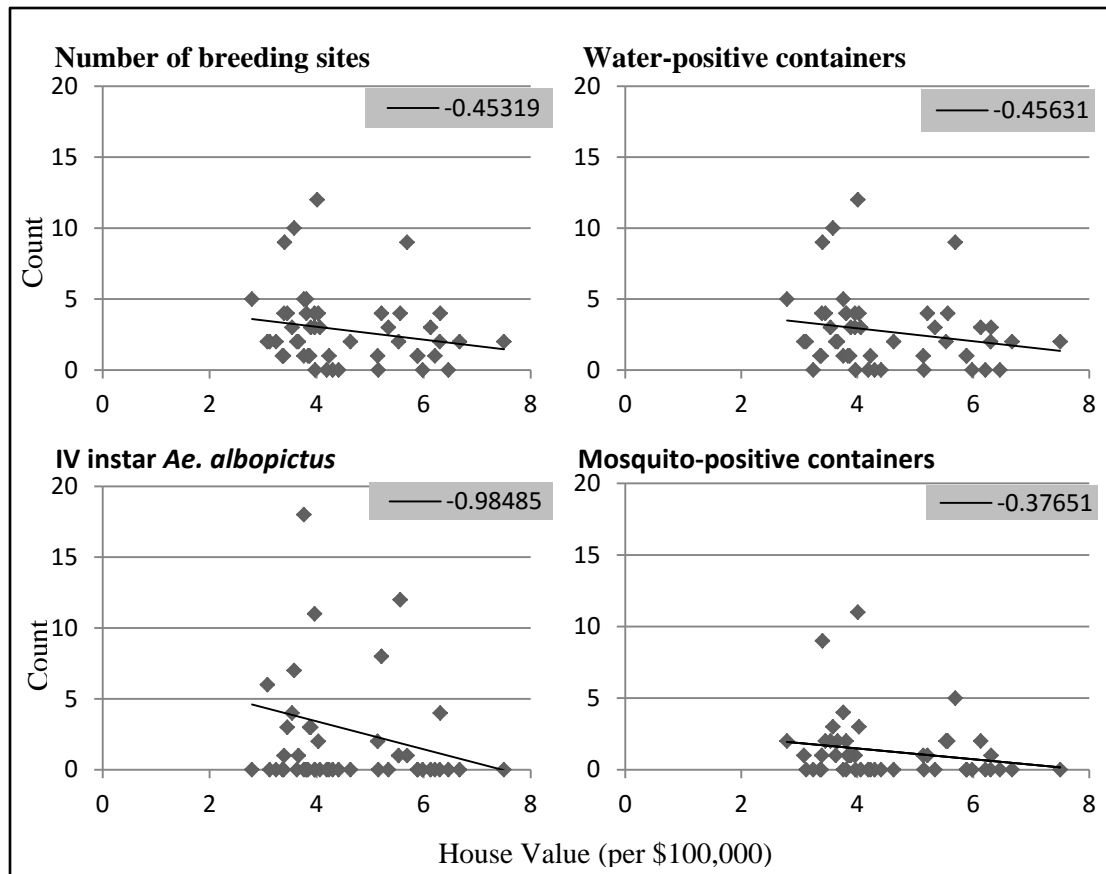 Number of breeding sites
Water-positive containers
20
15
10
5
0
0 2 4 6 8
-0.45319
20
15
10
5
0
0 2 4 6 8
-0.45631
Count
IV instar Ae. albopictus
Mosquito-positive containers
20
15
10
5
0
0 2 4 6 8
-0.98485
20
15
10
5
0
0 2 4 6 8
-0.37651
Count
House Value (per $100,000)